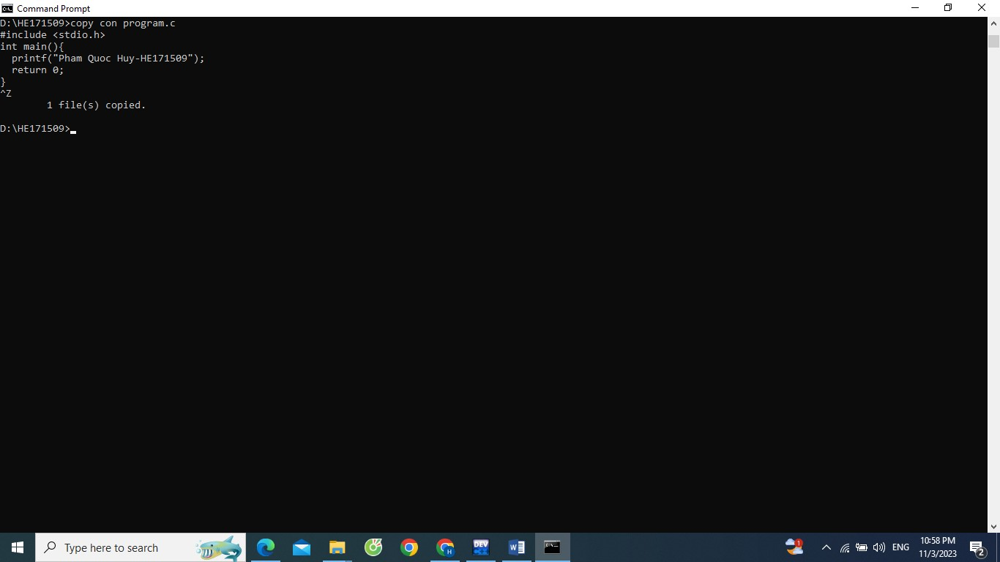 Command Prompt
D:\HE171509>copy con program.c
#include <stdio.h>
int main(){
  printf("Pham Quoc Huy-HE171509");
  return 0;
}
^Z
        1 file(s) copied.
D:\HE171509>
Type here to search
DEV
1
ENG
10:58 PM
11/3/2023
2